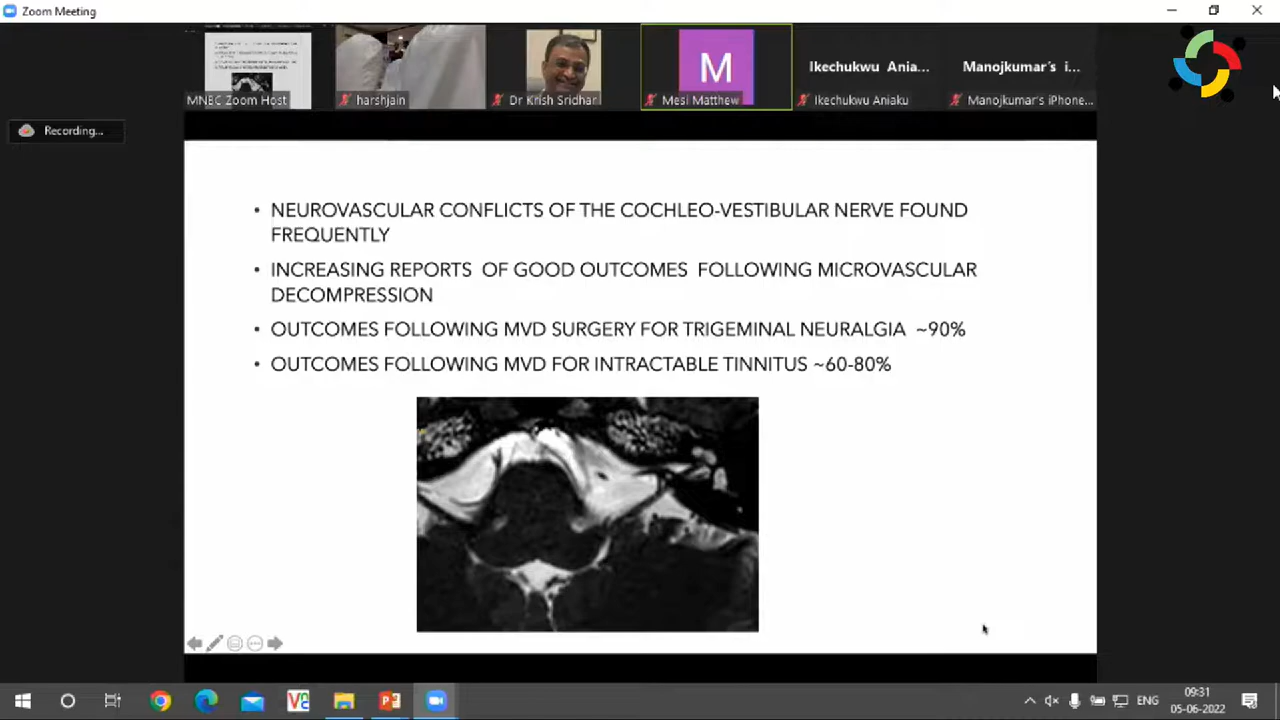 Zoom Meeting
M
Ikechukwu Ania...
Manojkumar's i...
MNEC Zoom Host
harshjain
Dr Krish Sridhar
Mesi Matthew
Ikechukwu Aniaku
Manojkumar's iPhone...
Recording...
• NEUROVASCULAR CONFLICTS OF THE COCHLEO-VESTIBULAR NERVE FOUND
FREQUENTLY
• INCREASING REPORTS OF GOOD OUTCOMES FOLLOWING MICROVASCULAR
DECOMPRESSION
• OUTCOMES FOLLOWING MVD SURGERY FOR TRIGEMINAL NEURALGIA ~90%
• OUTCOMES FOLLOWING MVD FOR INTRACTABLE TINNITUS ~60-80%
ENG
09:31
05-06-2022